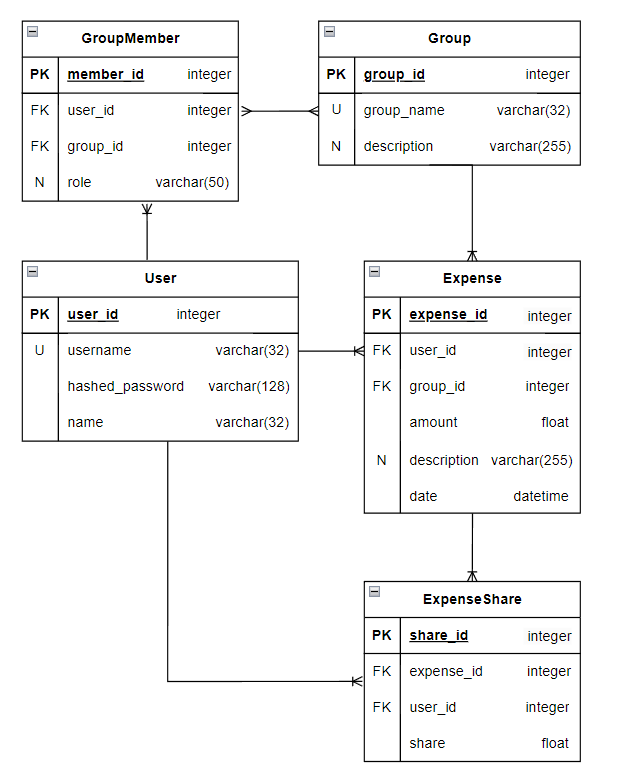 GroupMember
PK member_id integer
FK user_id integer
FK group_id integer
N role varchar(50)
Group
PK group_id integer
U group_name varchar(32)
N description varchar(255)
User
PK user_id integer
U username varchar(32)
hashed_password varchar(128)
name varchar(32)
Expense
PK expense_id integer
FK user_id integer
FK group_id integer
amount float
N description varchar(255)
date datetime
ExpenseShare
PK share_id integer
FK expense_id integer
FK user_id integer
share float